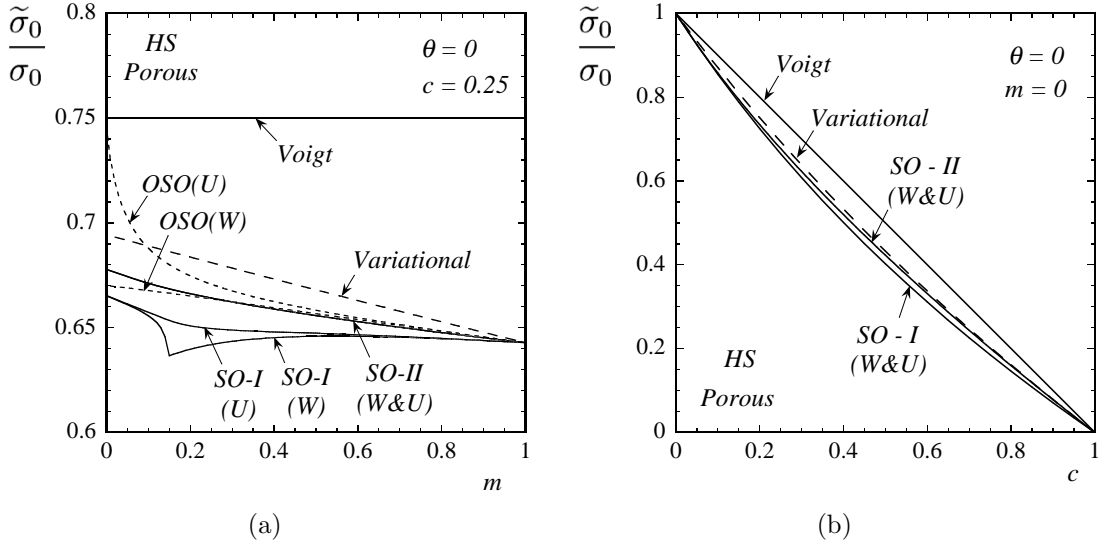 σ̃₀
σ₀
0.8
0.75
0.7
0.65
0.6
HS
Porous
θ = 0
c = 0.25
Voigt
OSO(U)
OSO(W)
Variational
SO-I
(U)
SO-I
(W)
SO-II
(W&U)
0
0.2
0.4
0.6
0.8
1
m
(a)
σ̃₀
σ₀
1
0.8
0.6
0.4
0.2
0
θ = 0
m = 0
Voigt
Variational
SO - II
(W&U)
SO - I
(W&U)
HS
Porous
0
0.2
0.4
0.6
0.8
1
c
(b)